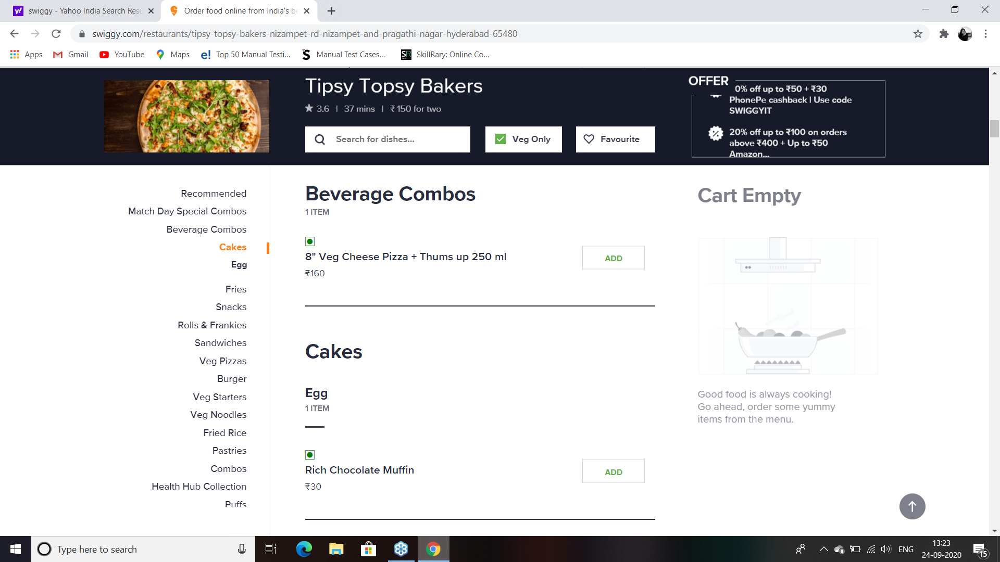 swiggy - Yahoo India Search Resu
Order food online from India's be
swiggy.com/restaurants/tipsy-topsy-bakers-nizampet-rd-nizampet-and-pragathi-nagar-hyderabad-65480
Apps
Gmail
YouTube
Maps
Top 50 Manual Testi...
Manual Test Cases...
SkillRary: Online Co...
Tipsy Topsy Bakers
3.6 | 37 mins | ₹ 150 for two
Search for dishes...
Veg Only
Favourite
OFFER
0% off up to ₹50 + ₹30
PhonePe cashback | Use code
SWIGGYIT
20% off up to ₹100 on orders
above ₹400 + Up to ₹50
Amazon...
Recommended
Match Day Special Combos
Beverage Combos
Cakes
Egg
Fries
Snacks
Rolls & Frankies
Sandwiches
Veg Pizzas
Burger
Veg Starters
Veg Noodles
Fried Rice
Pastries
Combos
Health Hub Collection
Puffs
Beverage Combos
1 ITEM
8" Veg Cheese Pizza + Thums up 250 ml
₹160
ADD
Cakes
Egg
1 ITEM
Rich Chocolate Muffin
₹30
ADD
Cart Empty
Good food is always cooking!
Go ahead, order some yummy
items from the menu.
Type here to search
ENG
13:23
24-09-2020
15